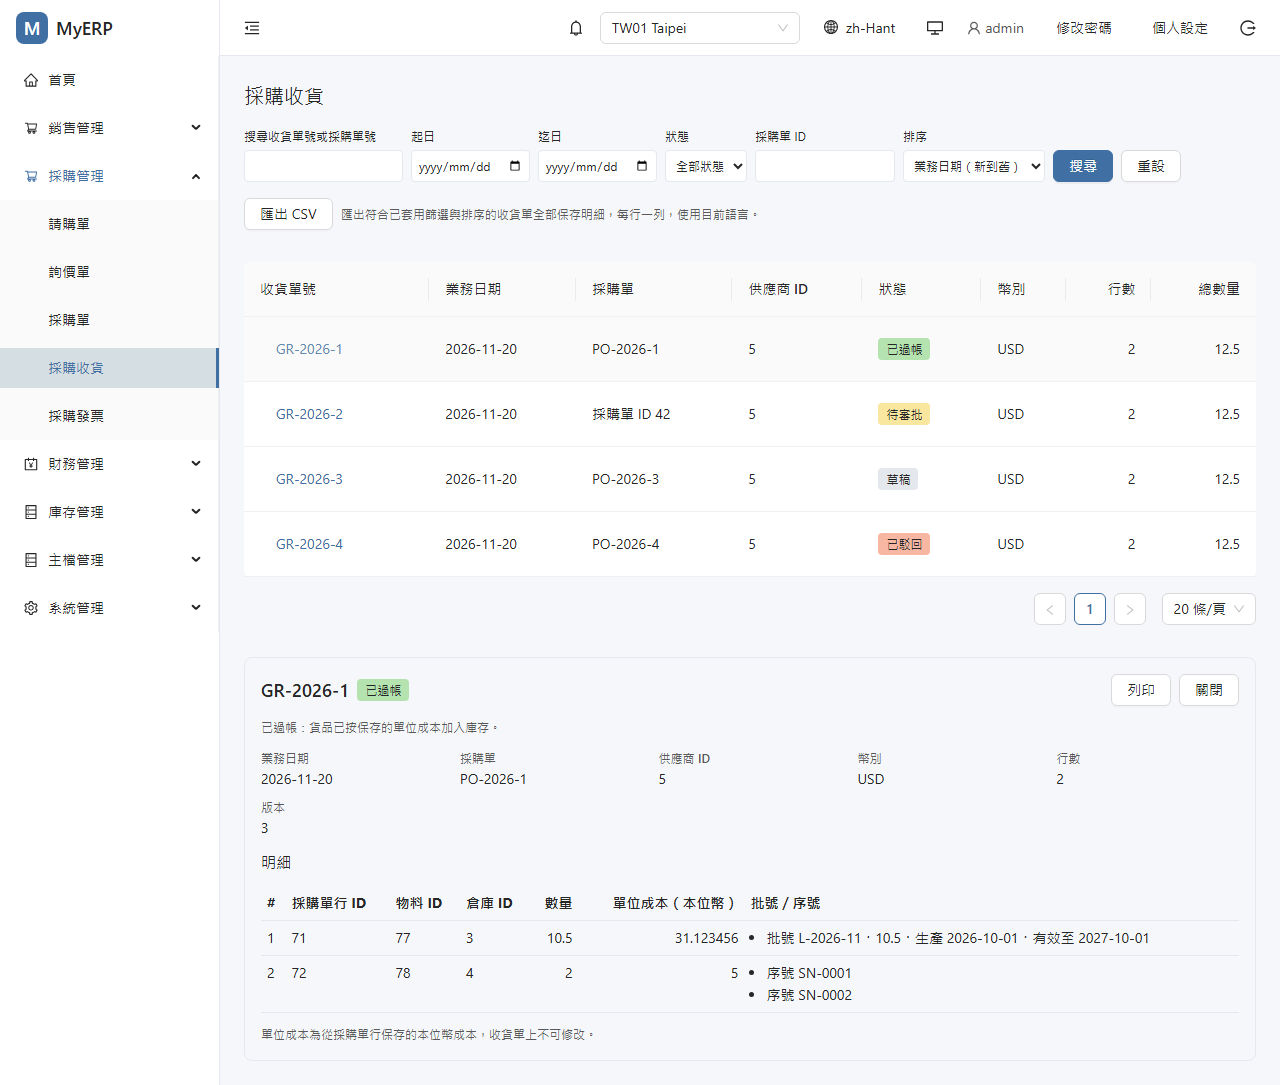 M MyERP
TW01 Taipei
zh-Hant
admin
修改密碼
個人設定
首頁
銷售管理
採購管理
請購單
詢價單
採購單
採購收貨
採購發票
財務管理
庫存管理
主檔管理
系統管理
採購收貨
搜尋收貨單號或採購單號 起日 迄日 狀態 採購單 ID 排序
yyyy/mm/dd yyyy/mm/dd 全部狀態 業務日期（新到舊） 搜尋 重設
匯出 CSV 匯出符合已套用篩選與排序的收貨單全部保存明細，每行一列，使用目前語言。
收貨單號 業務日期 採購單 供應商 ID 狀態 幣別 行數 總數量
GR-2026-1 2026-11-20 PO-2026-1 5 已過帳 USD 2 12.5
GR-2026-2 2026-11-20 採購單 ID 42 5 待審批 USD 2 12.5
GR-2026-3 2026-11-20 PO-2026-3 5 草稿 USD 2 12.5
GR-2026-4 2026-11-20 PO-2026-4 5 已駁回 USD 2 12.5
< 1 > 20 條/頁
GR-2026-1 已過帳 列印 關閉
已過帳：貨品已按保存的單位成本加入庫存。
業務日期 採購單 供應商 ID 幣別 行數
2026-11-20 PO-2026-1 5 USD 2
版本
3
明細
# 採購單行 ID 物料 ID 倉庫 ID 數量 單位成本（本位幣） 批號 / 序號
1 71 77 3 10.5 31.123456 • 批號 L-2026-11 · 10.5 · 生產 2026-10-01 · 有效至 2027-10-01
2 72 78 4 2 5 • 序號 SN-0001
• 序號 SN-0002
單位成本為從採購單行保存的本位幣成本，收貨單上不可修改。